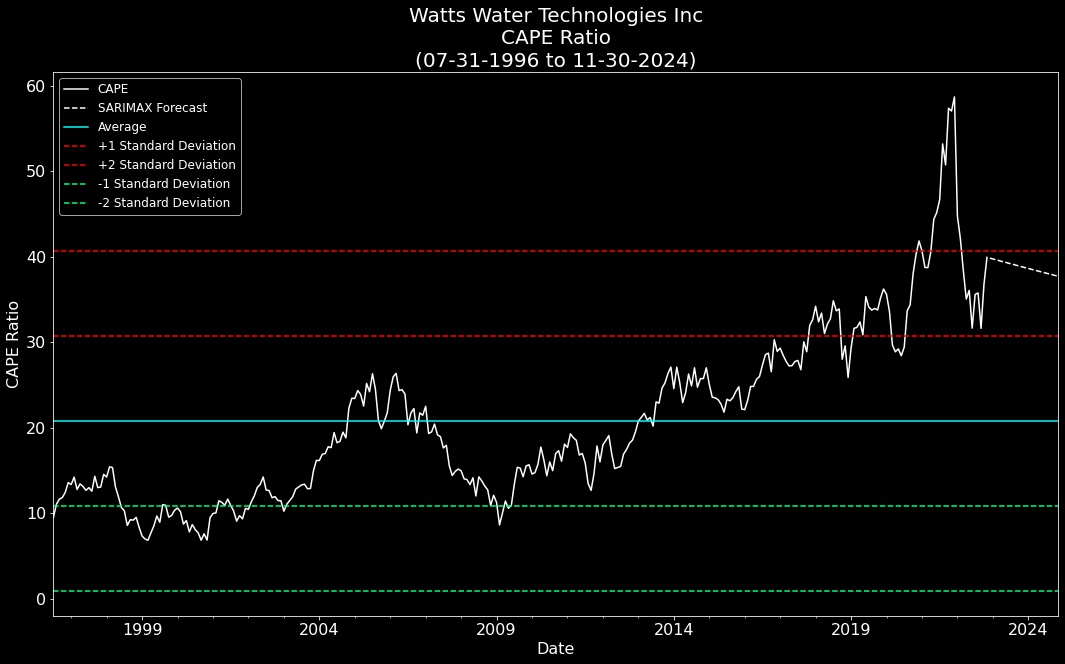 Watts Water Technologies Inc
CAPE Ratio
(07-31-1996 to 11-30-2024)
CAPE
SARIMAX Forecast
Average
+1 Standard Deviation
+2 Standard Deviation
-1 Standard Deviation
-2 Standard Deviation
60
50
40
30
20
10
0
CAPE Ratio
1999 2004 2009 2014 2019 2024
Date